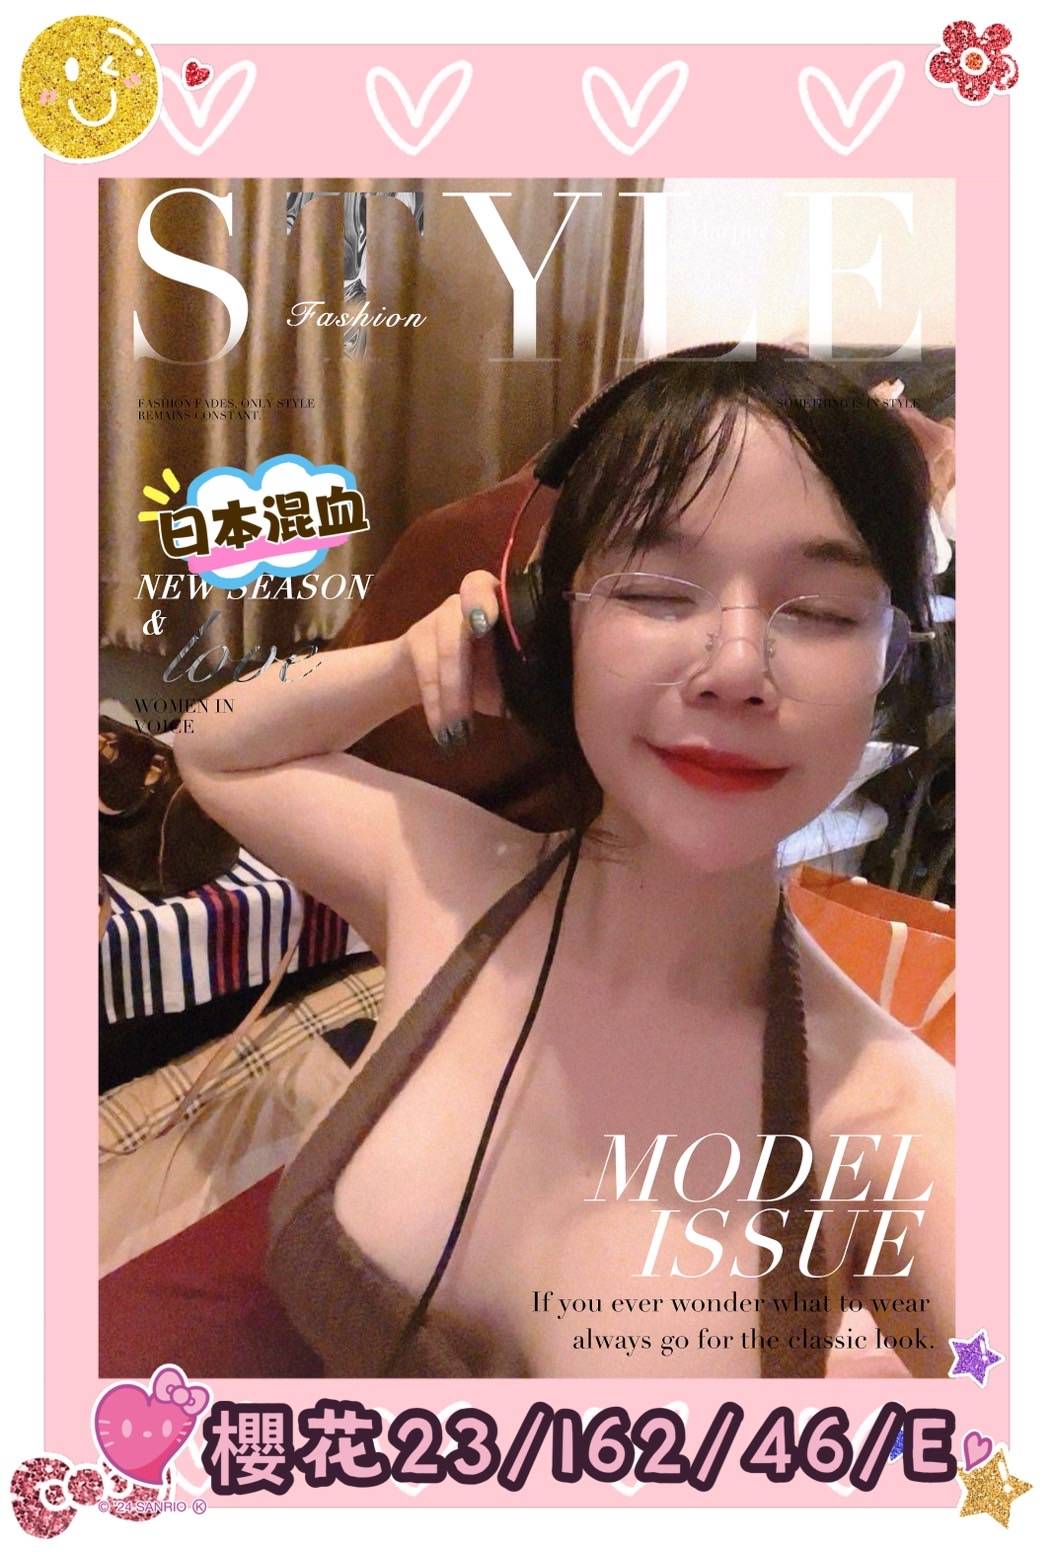 STYLE
Fashion
FASHION FADES, ONLY STYLE
REMAINS CONSTANT.
SOMETHING IS IN STYLE
日本混血
NEW SEASON
&
love
WOMEN IN
VOICE
MODEL
ISSUE
If you ever wonder what to wear
always go for the classic look.
櫻花23/162/46/E
© '24 SANRIO Ⓚ